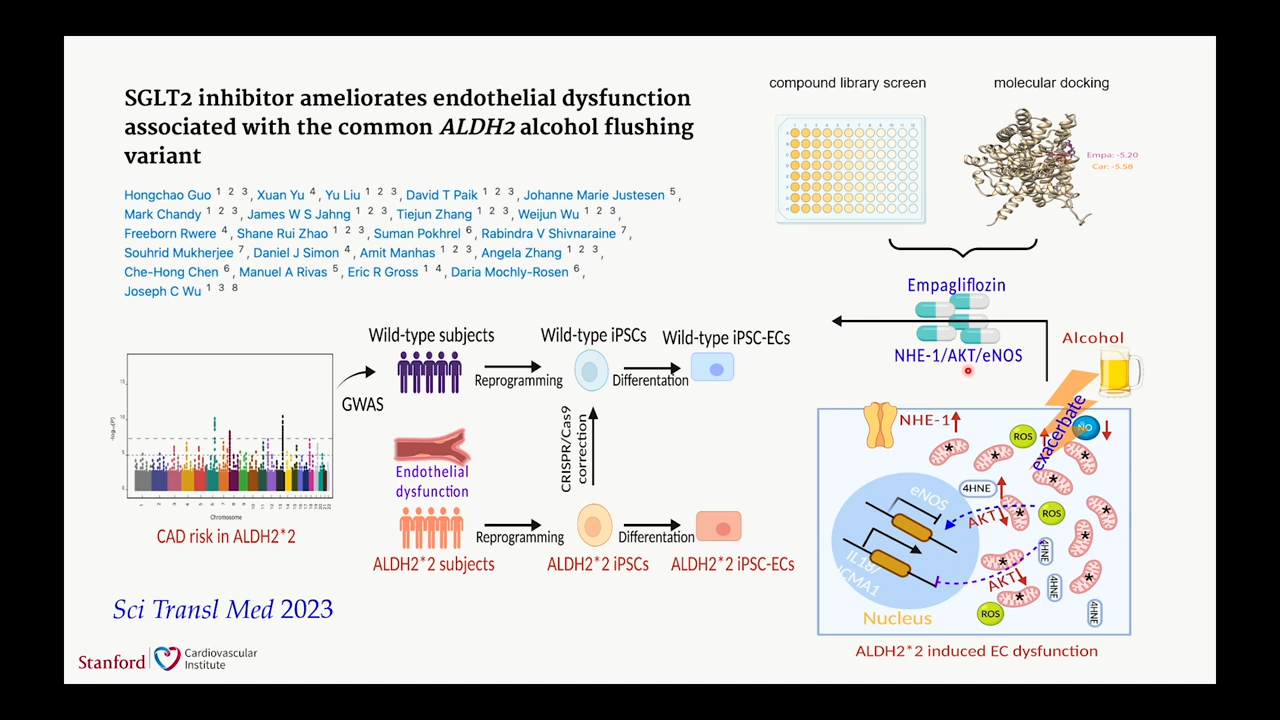 SGLT2 inhibitor ameliorates endothelial dysfunction
associated with the common ALDH2 alcohol flushing
variant
Hongchao Guo 1 2 3, Xuan Yu 4, Yu Liu 1 2 3, David T Paik 1 2 3, Johanne Marie Justesen 5,
Mark Chandy 1 2 3, James W S Jahng 1 2 3, Tiejun Zhang 1 2 3, Weijun Wu 1 2 3,
Freeborn Rwere 4, Shane Rui Zhao 1 2 3, Suman Pokhrel 6, Rabindra V Shivnaraine 7,
Souhrid Mukherjee 7, Daniel J Simon 4, Amit Manhas 1 2 3, Angela Zhang 1 2 3,
Che-Hong Chen 6, Manuel A Rivas 5, Eric R Gross 1 4, Daria Mochly-Rosen 6,
Joseph C Wu 1 3 8
compound library screen
molecular docking
Empa: -5.20
Car: -5.58
Empagliflozin
NHE-1/AKT/eNOS
Alcohol
exacerbate
-log10(P)
Chromosome
CAD risk in ALDH2*2
GWAS
Wild-type subjects
Reprogramming
Wild-type iPSCs
Differentation
Wild-type iPSC-ECs
Endothelial
dysfunction
CRISPR/Cas9
correction
Reprogramming
Differentation
ALDH2*2 subjects
ALDH2*2 iPSCs
ALDH2*2 iPSC-ECs
NHE-1
ROS
NO
4HNE
eNOS
AKT
ROS
4HNE
IL18/
ICMA1
AKT
4HNE
ROS
4HNE
Nucleus
ALDH2*2 induced EC dysfunction
Sci Transl Med 2023
Stanford
Cardiovascular
Institute